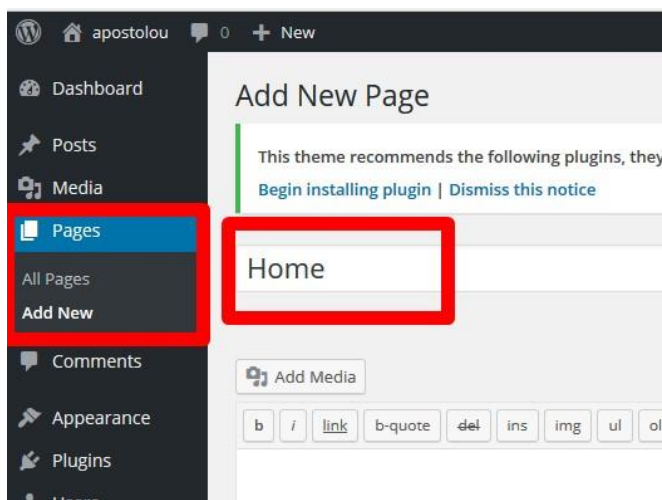 apostolou 0 + New
Dashboard
Posts
Media
Pages
All Pages
Add New
Comments
Appearance
Plugins
Users
Add New Page
This theme recommends the following plugins, they
Begin installing plugin | Dismiss this notice
Home
Add Media
b i link b-quote del ins img ul ol